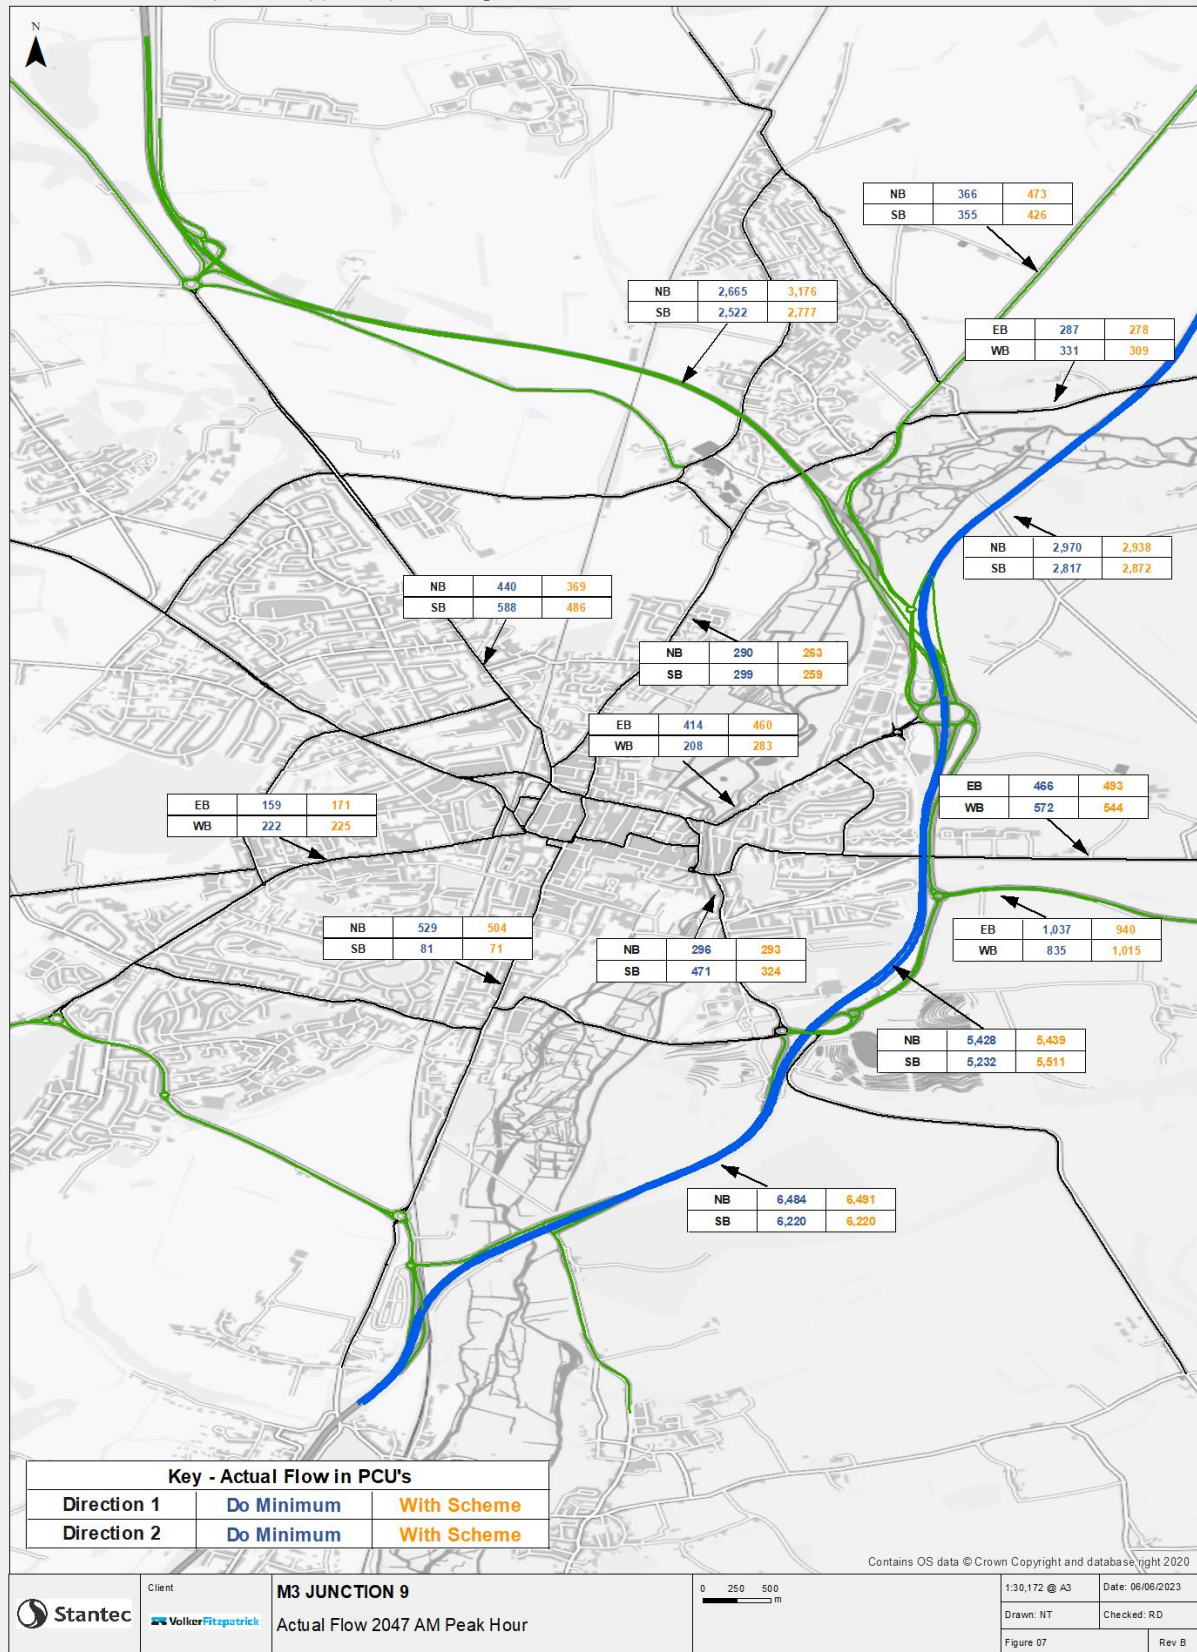 N
NB 366 473
SB 355 426
NB 2,665 3,176
SB 2,522 2,777
EB 287 278
WB 331 309
NB 2,970 2,938
SB 2,817 2,872
NB 440 369
SB 588 486
NB 290 263
SB 299 259
EB 414 460
WB 208 283
EB 466 493
WB 572 544
EB 159 171
WB 222 225
NB 529 504
SB 81 71
NB 296 293
SB 471 324
EB 1,037 940
WB 835 1,015
NB 5,428 5,439
SB 5,232 5,511
NB 6,484 6,491
SB 6,220 6,220
Key - Actual Flow in PCU's
Direction 1 Do Minimum With Scheme
Direction 2 Do Minimum With Scheme
Contains OS data © Crown Copyright and database right 2020
Stantec
Client
VolkerFitzpatrick
M3 JUNCTION 9
Actual Flow 2047 AM Peak Hour
0 250 500
m
1:30,172 @ A3 Date: 06/06/2023
Drawn: NT Checked: RD
Figure 07 Rev B